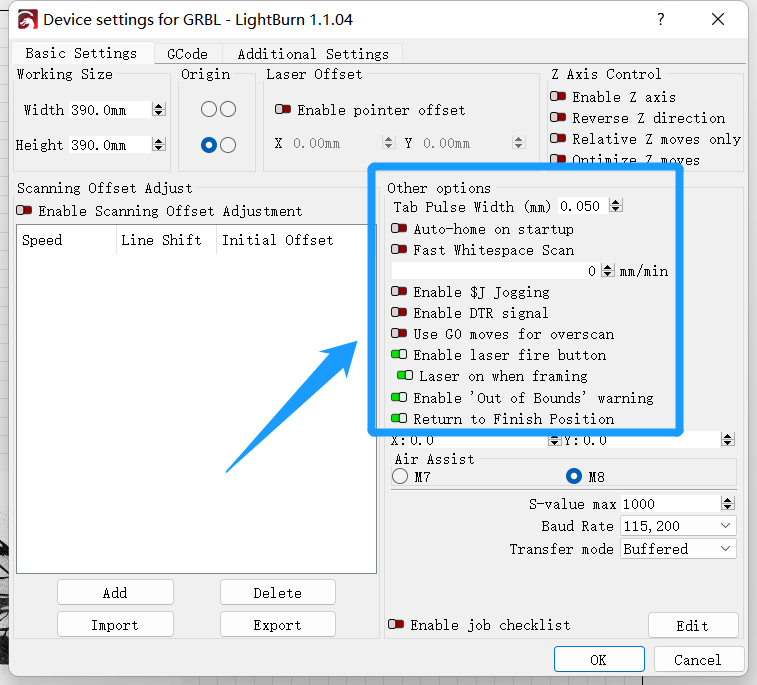 Device settings for GRBL - LightBurn 1.1.04
Basic Settings GCode Additional Settings
Working Size
Width 390.0mm
Height 390.0mm
Origin
Laser Offset
Enable pointer offset
X 0.00mm Y 0.00mm
Z Axis Control
Enable Z axis
Reverse Z direction
Relative Z moves only
Optimize Z moves
Scanning Offset Adjust
Enable Scanning Offset Adjustment
Speed Line Shift Initial Offset
Add Delete
Import Export
Other options
Tab Pulse Width (mm) 0.050
Auto-home on startup
Fast Whitespace Scan
0 mm/min
Enable $J Jogging
Enable DTR signal
Use G0 moves for overscan
Enable laser fire button
Laser on when framing
Enable 'Out of Bounds' warning
Return to Finish Position
X:0.0 Y:0.0
Air Assist
M7 M8
S-value max 1000
Baud Rate 115,200
Transfer mode Buffered
Enable job checklist Edit
OK Cancel